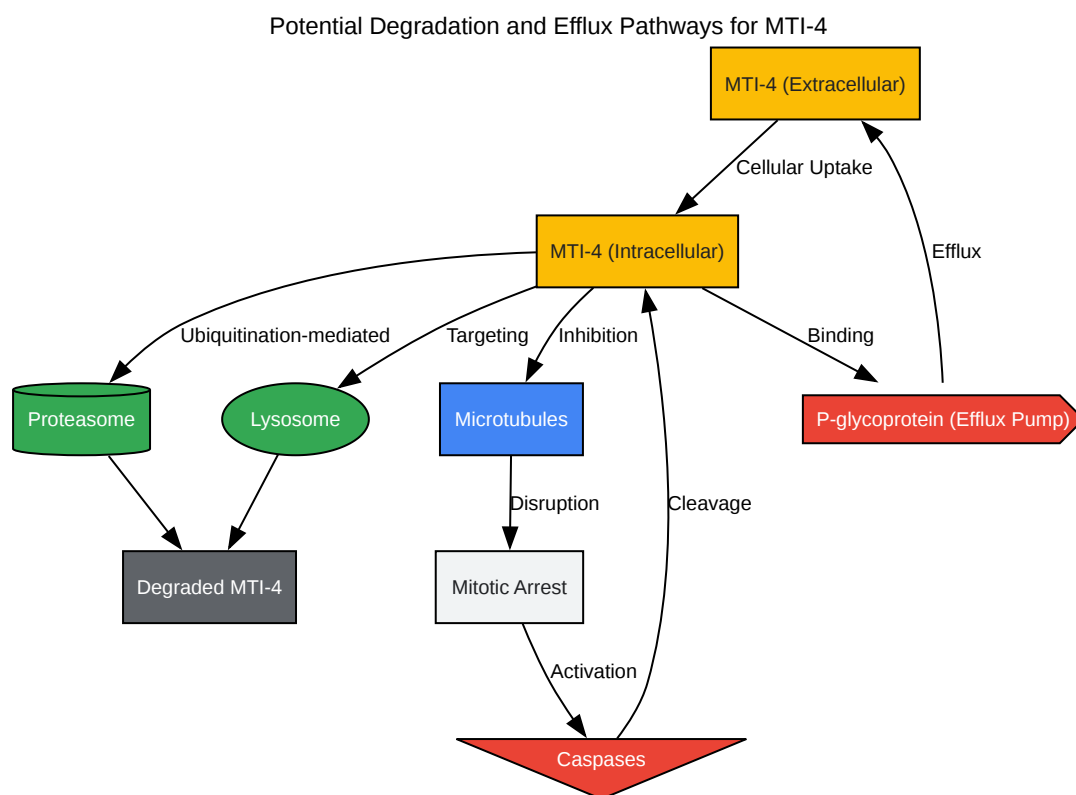 Potential Degradation and Efflux Pathways for MTI-4
MTI-4 (Extracellular)
Cellular Uptake
MTI-4 (Intracellular)
Efflux
Ubiquitination-mediated
Targeting
Inhibition
Binding
Proteasome
Lysosome
Microtubules
P-glycoprotein (Efflux Pump)
Disruption
Cleavage
Degraded MTI-4
Mitotic Arrest
Activation
Caspases